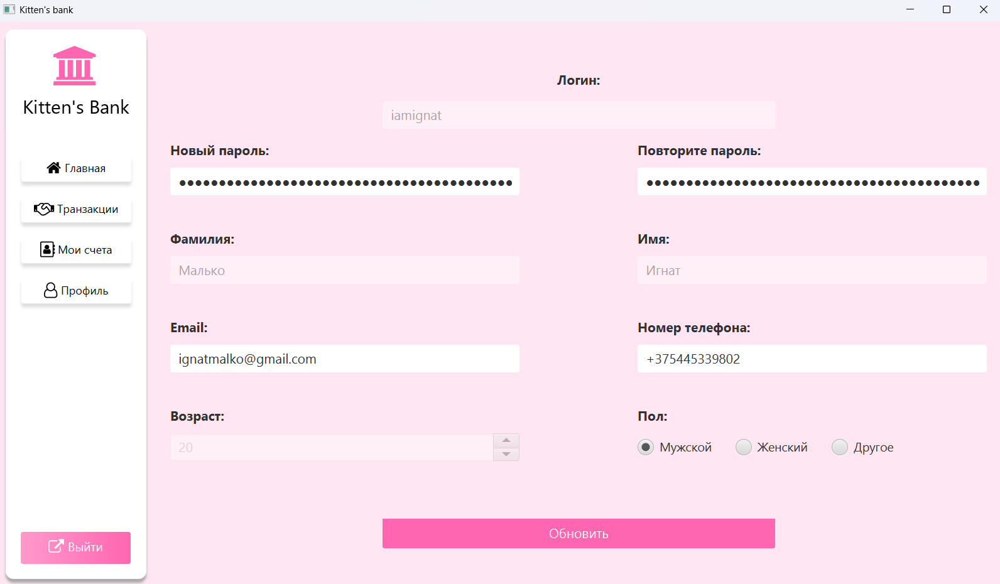 Kitten's bank
Kitten's Bank
Главная
Транзакции
Мои счета
Профиль
Выйти
Логин:
iamignat
Новый пароль:
Повторите пароль:
●●●●●●●●●●●●●●●●●●●●●●●●●●●●●●●●●●●●●●●●●●
●●●●●●●●●●●●●●●●●●●●●●●●●●●●●●●●●●●●●●●●●●
Фамилия:
Имя:
Малько
Игнат
Email:
Номер телефона:
ignatmalko@gmail.com
+375445339802
Возраст:
Пол:
20
Мужской
Женский
Другое
Обновить